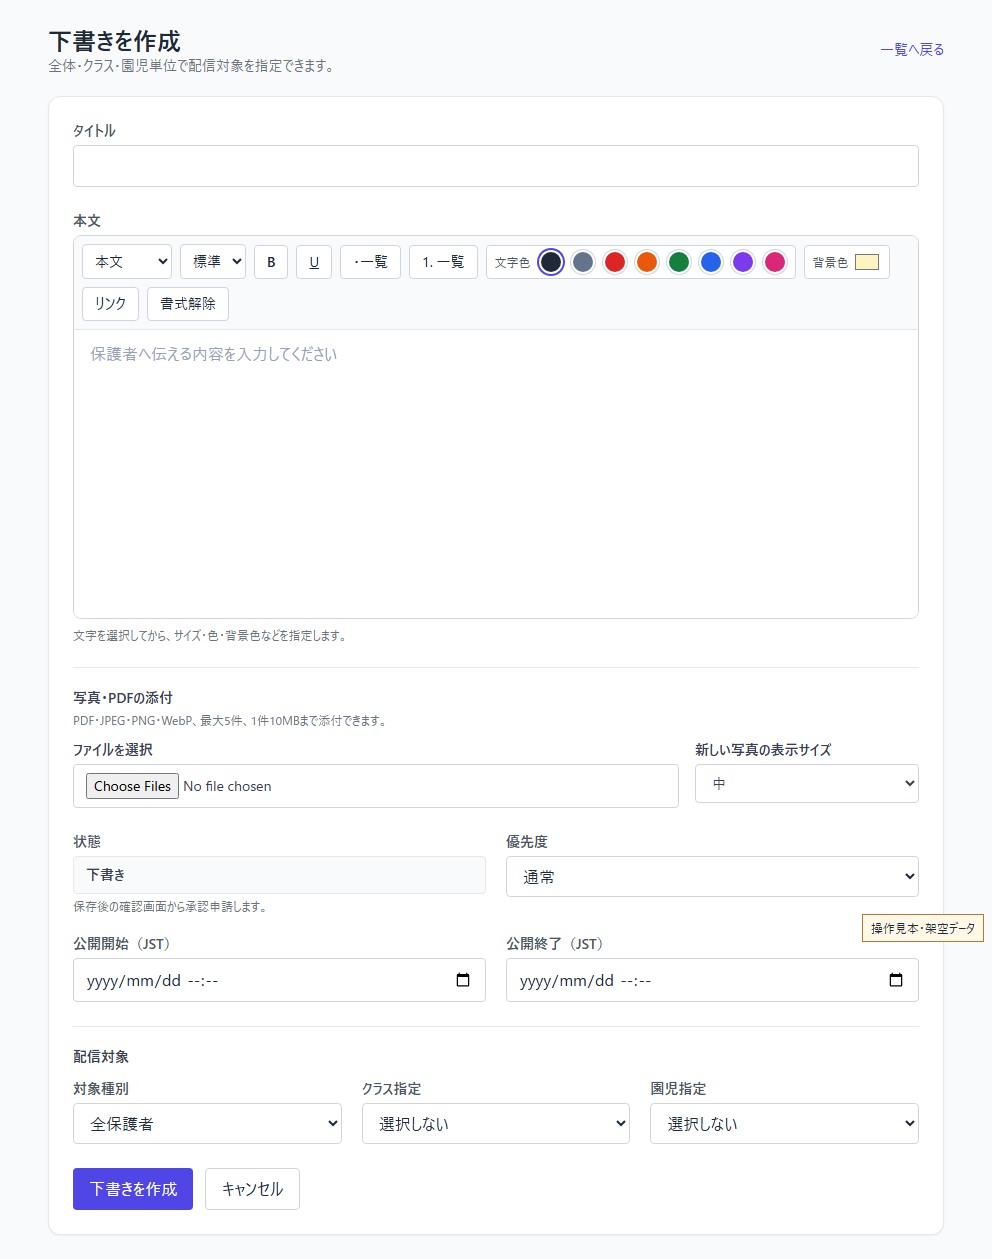 下書きを作成
全体・クラス・園児単位で配信対象を指定できます。
一覧へ戻る
タイトル
本文
本文 標準 B U ・一覧 1. 一覧 文字色 背景色
リンク 書式解除
保護者へ伝える内容を入力してください
文字を選択してから、サイズ・色・背景色などを指定します。
写真・PDFの添付
PDF・JPEG・PNG・WebP、最大5件、1件10MBまで添付できます。
ファイルを選択 新しい写真の表示サイズ
Choose Files No file chosen 中
状態 優先度
下書き 通常
保存後の確認画面から承認申請します。
操作見本・架空データ
公開開始（JST） 公開終了（JST）
yyyy/mm/dd --:-- yyyy/mm/dd --:--
配信対象
対象種別 クラス指定 園児指定
全保護者 選択しない 選択しない
下書きを作成 キャンセル